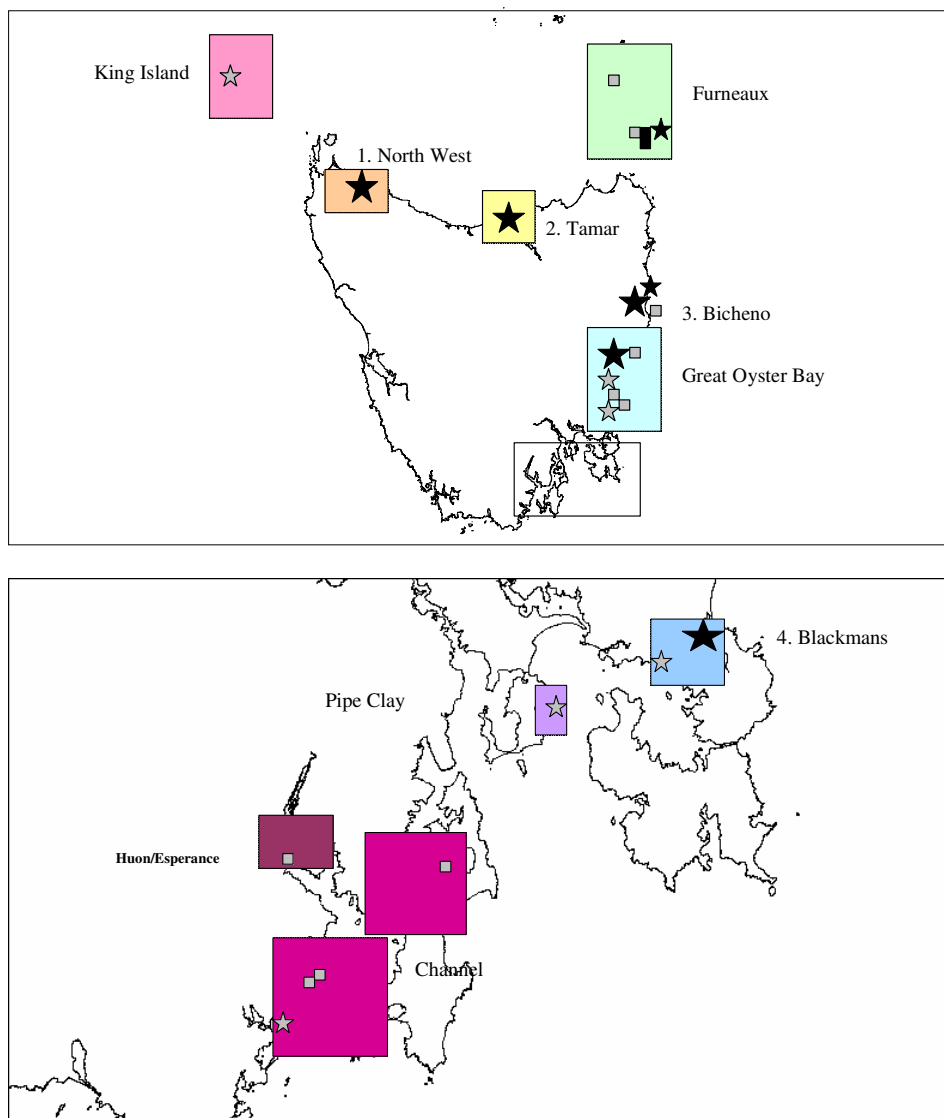 King Island
Furneaux
1. North West
2. Tamar
3. Bicheno
Great Oyster Bay
4. Blackmans
Pipe Clay
Huon/Esperance
Channel